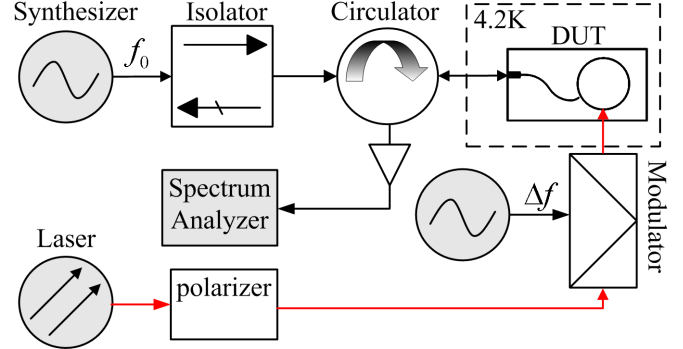 Synthesizer
Isolator
Circulator
4.2K
DUT
f0
Spectrum
Analyzer
Δf
Modulator
Laser
polarizer